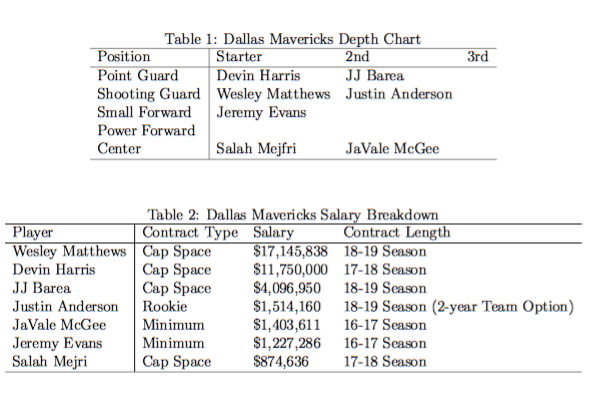 Table 1: Dallas Mavericks Depth Chart
Position Starter 2nd 3rd
Point Guard Devin Harris JJ Barea
Shooting Guard Wesley Matthews Justin Anderson
Small Forward Jeremy Evans
Power Forward
Center Salah Mejfri JaVale McGee
Table 2: Dallas Mavericks Salary Breakdown
Player Contract Type Salary Contract Length
Wesley Matthews Cap Space $17,145,838 18-19 Season
Devin Harris Cap Space $11,750,000 17-18 Season
JJ Barea Cap Space $4,096,950 18-19 Season
Justin Anderson Rookie $1,514,160 18-19 Season (2-year Team Option)
JaVale McGee Minimum $1,403,611 16-17 Season
Jeremy Evans Minimum $1,227,286 16-17 Season
Salah Mejri Cap Space $874,636 17-18 Season